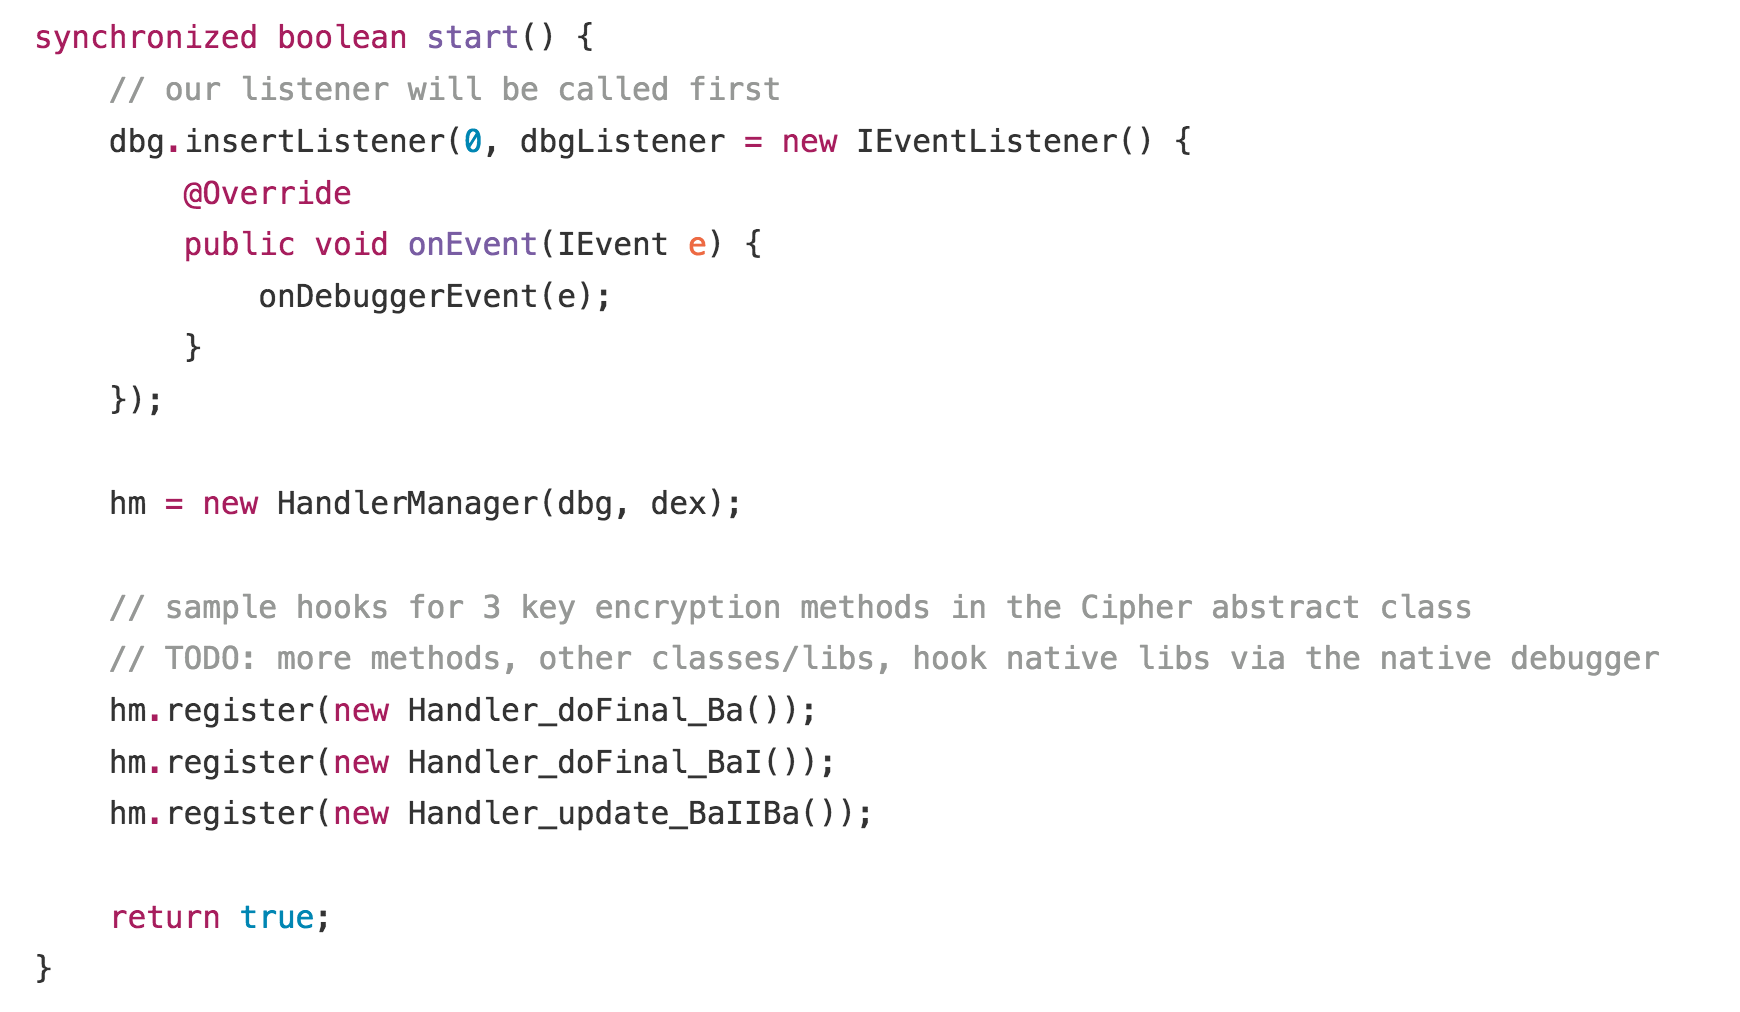 synchronized boolean start() {
    // our listener will be called first
    dbg.insertListener(0, dbgListener = new IEventListener() {
        @Override
        public void onEvent(IEvent e) {
            onDebuggerEvent(e);
        }
    });

    hm = new HandlerManager(dbg, dex);

    // sample hooks for 3 key encryption methods in the Cipher abstract class
    // TODO: more methods, other classes/libs, hook native libs via the native debugger
    hm.register(new Handler_doFinal_Ba());
    hm.register(new Handler_doFinal_BaI());
    hm.register(new Handler_update_BaIIBa());

    return true;
}